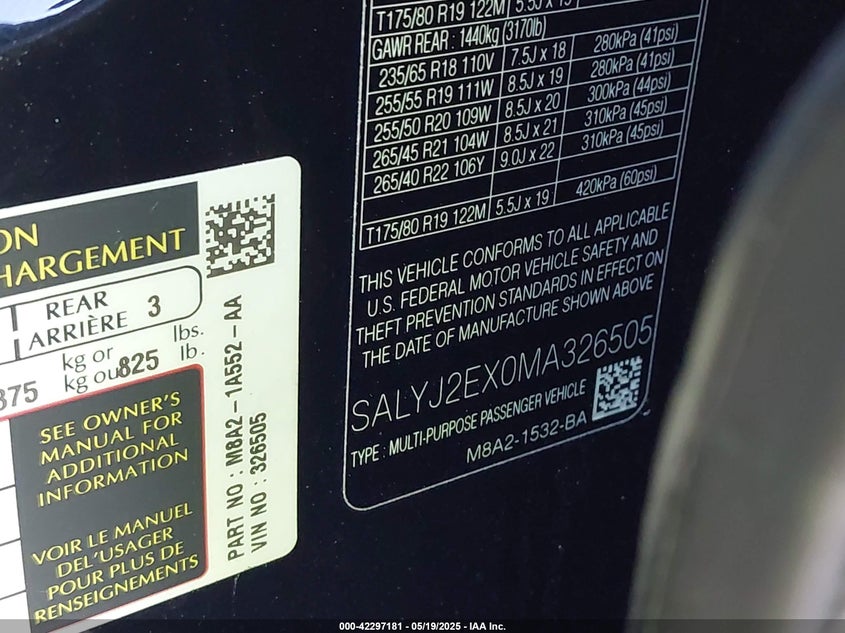 T175/80 R19 122M 5.5J x 19
GAWR REAR : 1440kg (3170lb)
235/65 R18 110V 7.5J x 18 280kPa (41psi)
255/55 R19 111W 8.5J x 19 280kPa (41psi)
255/50 R20 109W 8.5J x 20 300kPa (44psi)
265/45 R21 104W 8.5J x 21 310kPa (45psi)
265/40 R22 106Y 9.0J x 22 310kPa (45psi)
T175/80 R19 122M 5.5J x 19 420kPa (60psi)
THIS VEHICLE CONFORMS TO ALL APPLICABLE
U.S. FEDERAL MOTOR VEHICLE SAFETY AND
THEFT PREVENTION STANDARDS IN EFFECT ON
THE DATE OF MANUFACTURE SHOWN ABOVE
SALYJ2EX0MA326505
TYPE : MULTI-PURPOSE PASSENGER VEHICLE
M8A2-1532-BA
ON
HARGEMENT
REAR
ARRIÈRE 3
kg or lbs.
375 kg ou 825 lb.
SEE OWNER'S
MANUAL FOR
ADDITIONAL
INFORMATION
VOIR LE MANUEL
DEL'USAGER
POUR PLUS DE
RENSEIGNEMENTS
PART NO : M8A2-1A552-AA
VIN NO : 326505
000-42297181 - 05/19/2025 - IAA Inc.